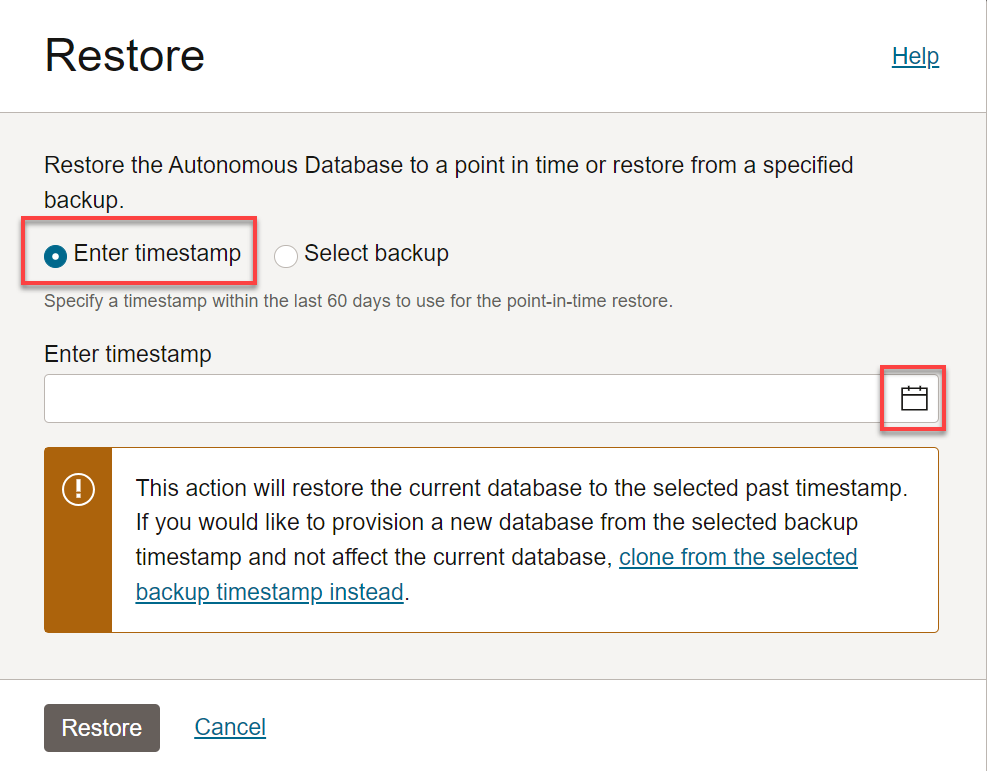 Restore
Help
Restore the Autonomous Database to a point in time or restore from a specified
backup.
Enter timestamp
Select backup
Specify a timestamp within the last 60 days to use for the point-in-time restore.
Enter timestamp
This action will restore the current database to the selected past timestamp.
If you would like to provision a new database from the selected backup
timestamp and not affect the current database, clone from the selected
backup timestamp instead.
Restore
Cancel